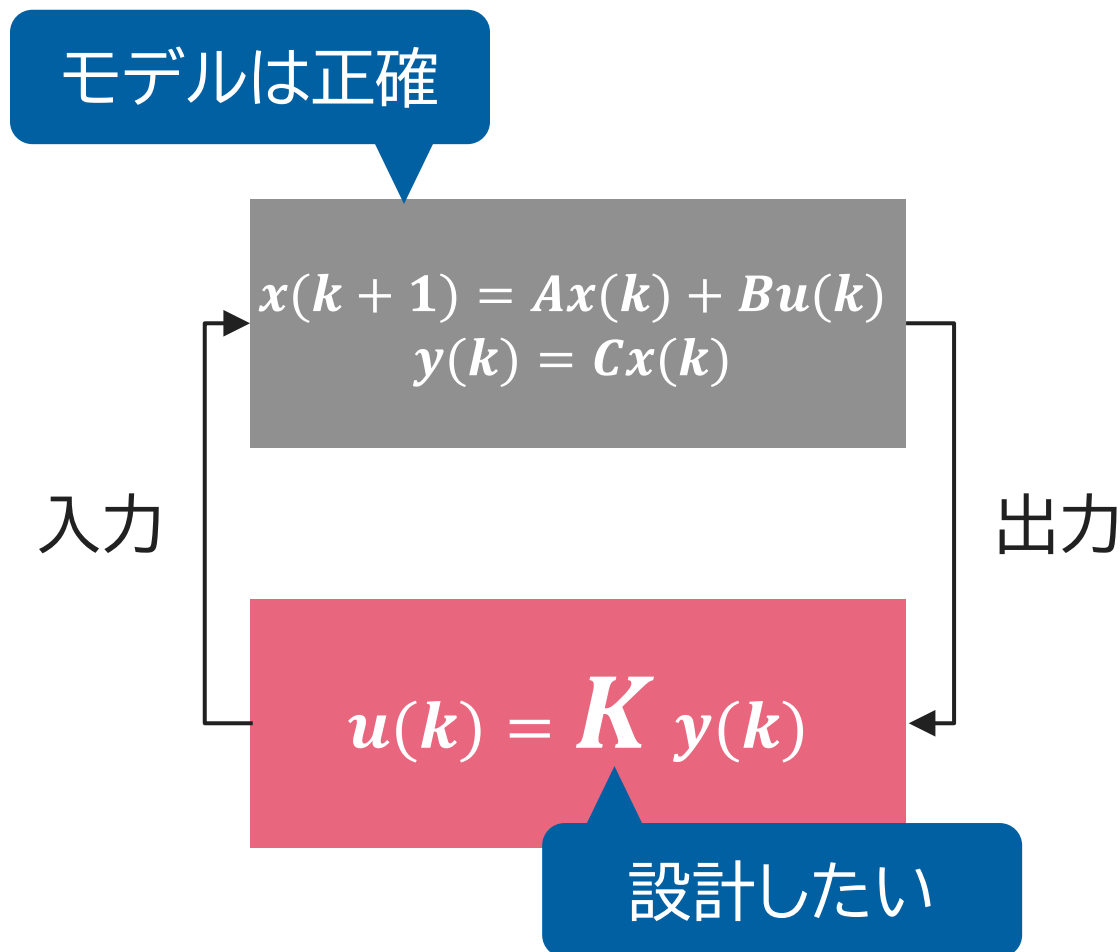 モデルは正確
x(k + 1) = Ax(k) + Bu(k)
y(k) = Cx(k)
入力
出力
u(k) = K y(k)
設計したい